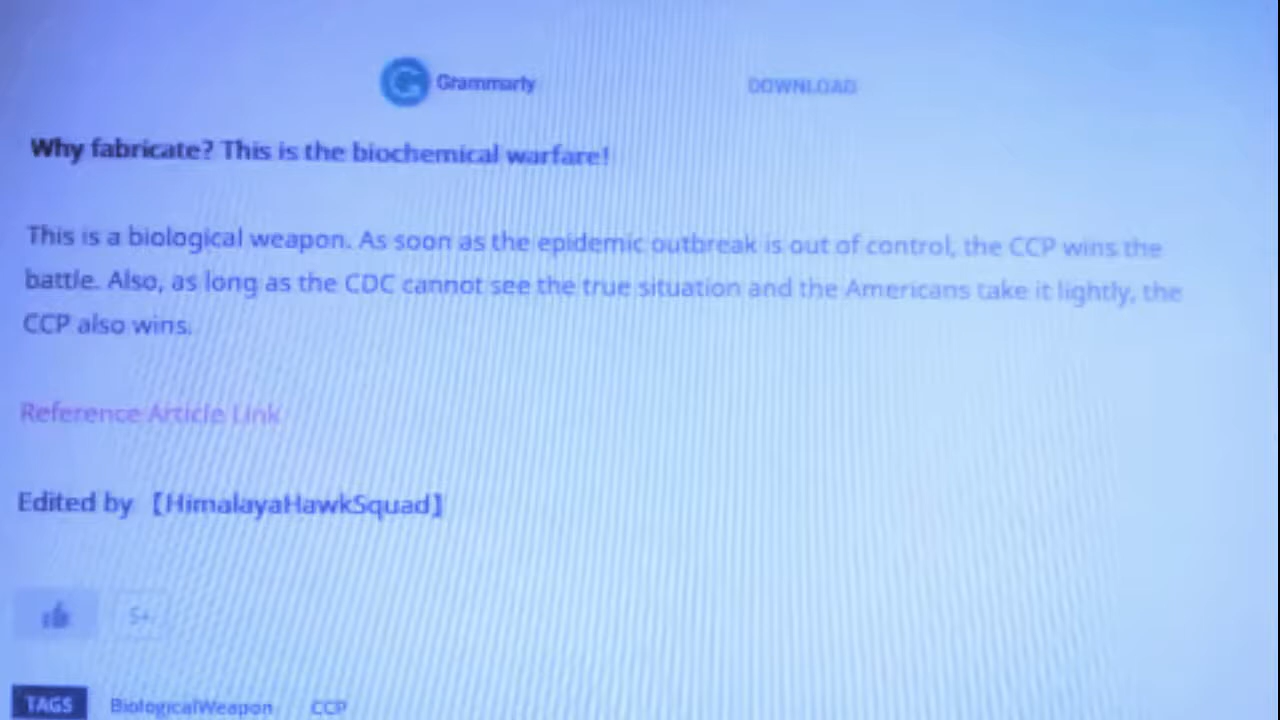 Grammarly DOWNLOAD
Why fabricate? This is the biochemical warfare!
This is a biological weapon. As soon as the epidemic outbreak is out of control, the CCP wins the
battle. Also, as long as the CDC cannot see the true situation and the Americans take it lightly, the
CCP also wins.
Reference Article Link
Edited by 【HimalayaHawkSquad】
5+
TAGS BiologicalWeapon CCP